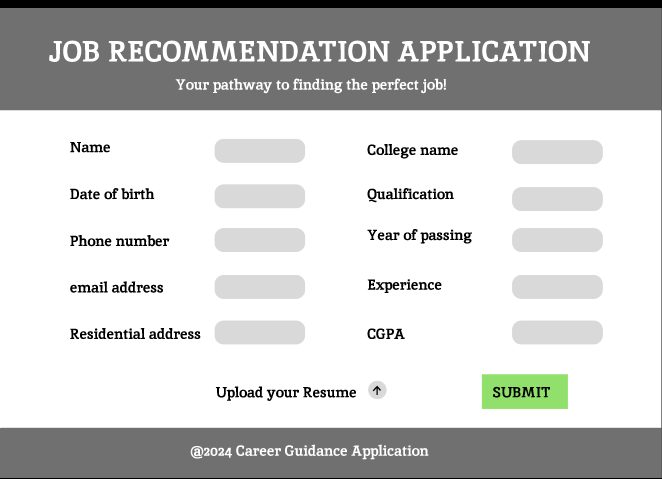 JOB RECOMMENDATION APPLICATION
Your pathway to finding the perfect job!
Name
College name
Date of birth
Qualification
Phone number
Year of passing
email address
Experience
Residential address
CGPA
Upload your Resume
SUBMIT
@2024 Career Guidance Application